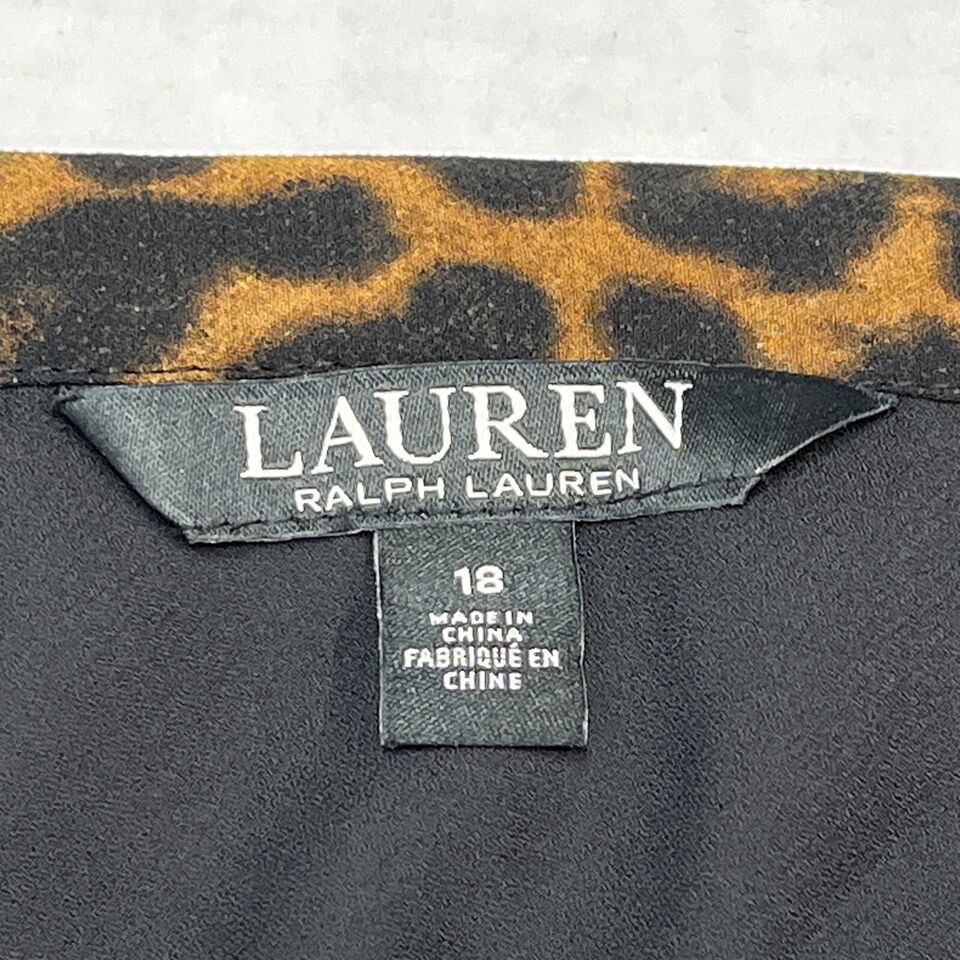 LAUREN
RALPH LAUREN
18
MADE IN
CHINA
FABRIQUÉ EN
CHINE